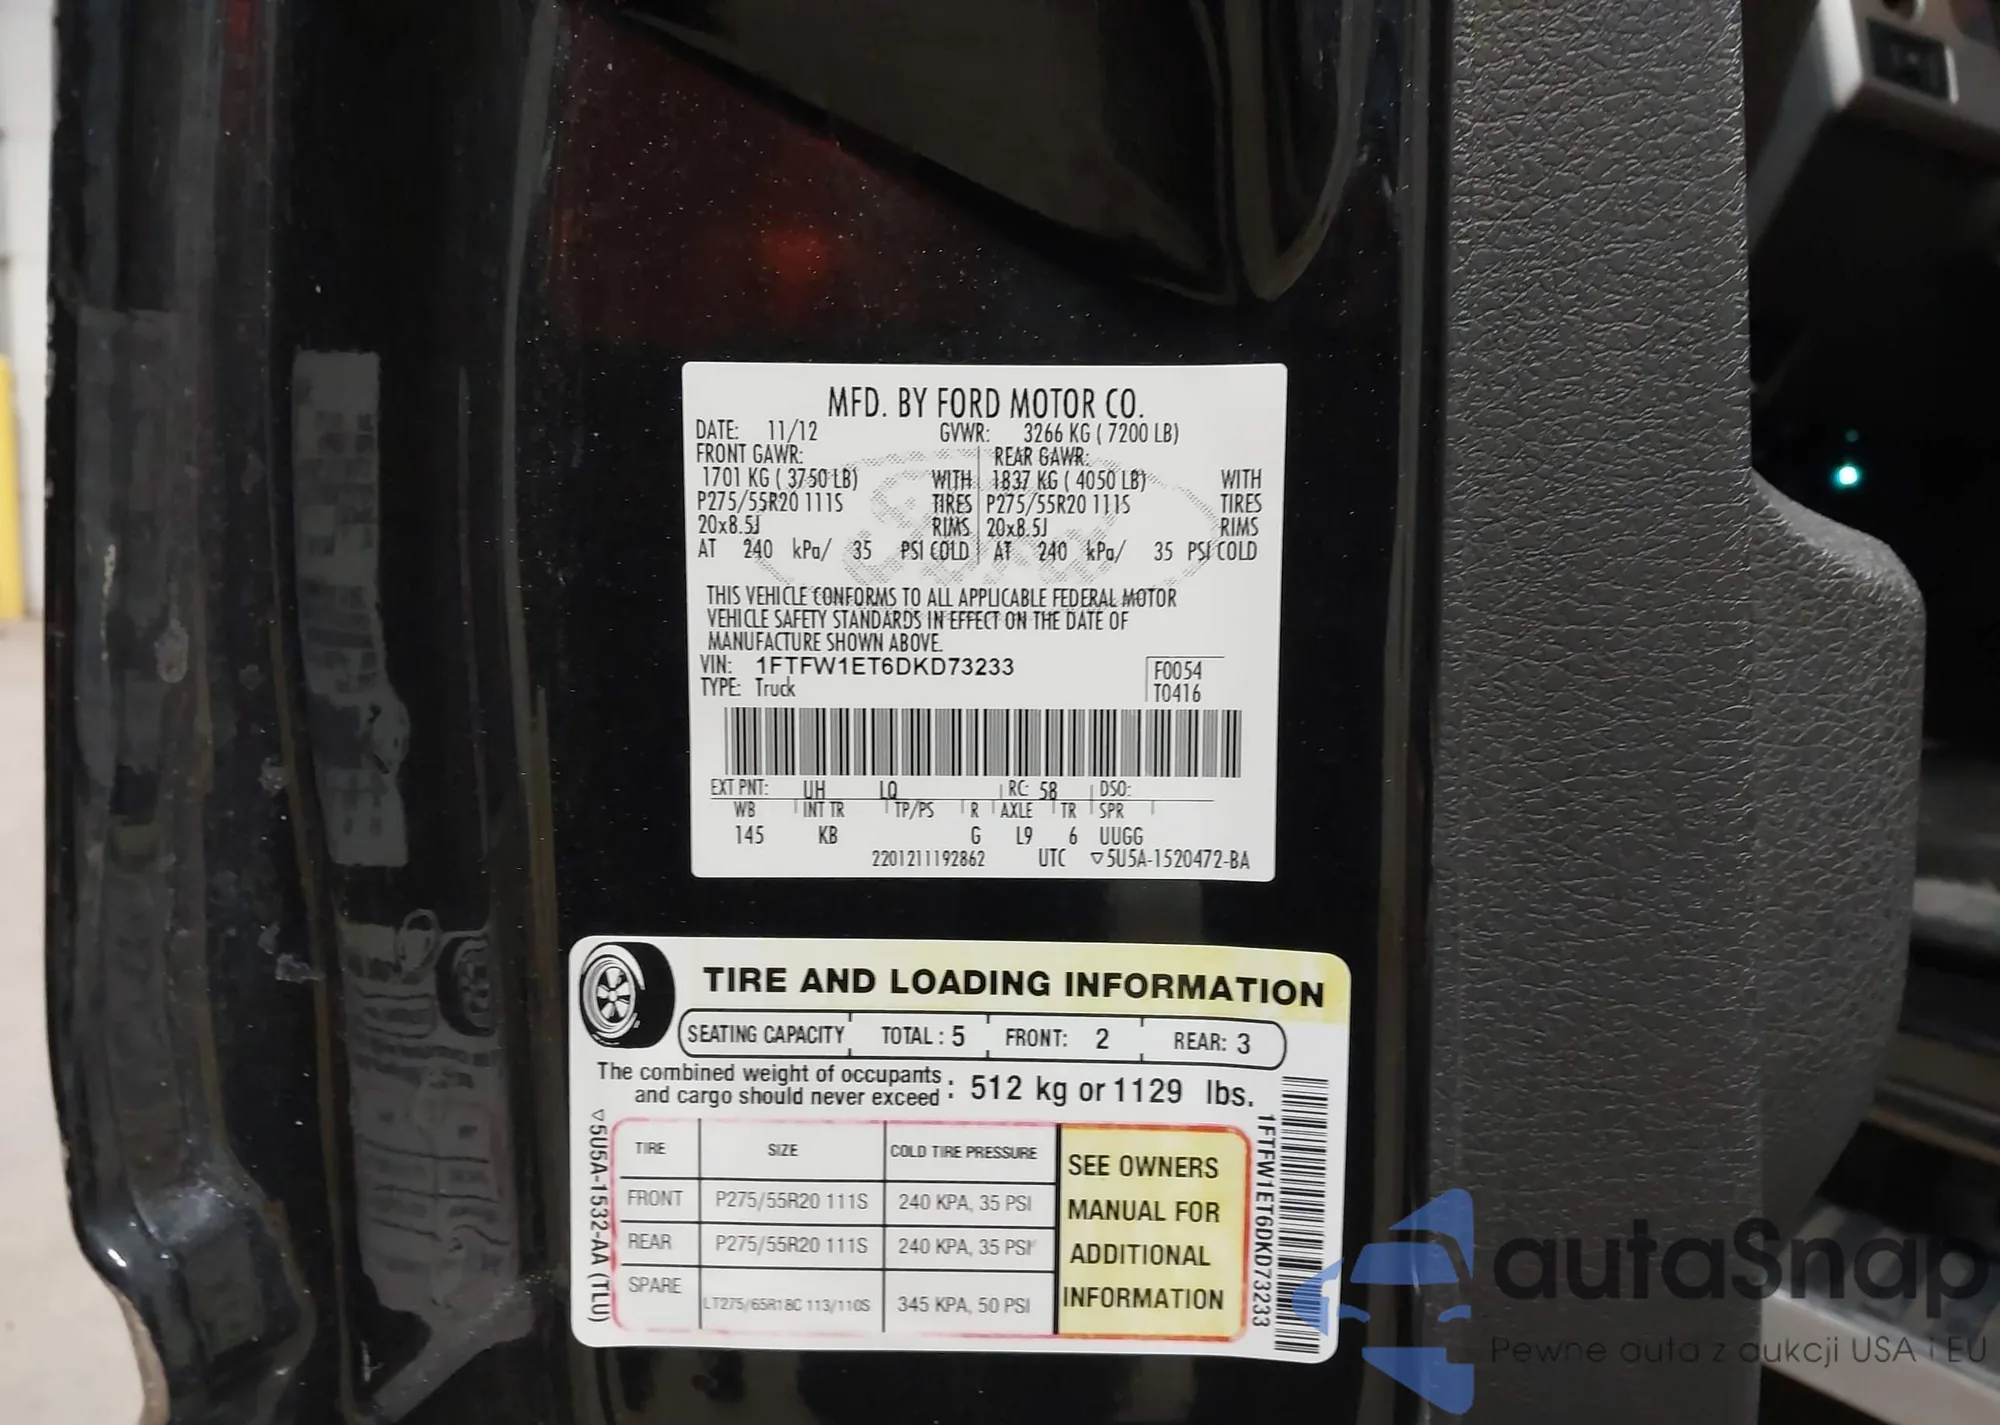 MFD. BY FORD MOTOR CO.
DATE: 11/12 GVWR: 3266 KG ( 7200 LB)
FRONT GAWR: REAR GAWR:
1701 KG ( 3750 LB) WITH 1837 KG ( 4050 LB) WITH
P275/55R20 111S TIRES P275/55R20 111S TIRES
20x8.5J RIMS 20x8.5J RIMS
AT 240 kPa/ 35 PSI COLD AT 240 kPa/ 35 PSI COLD
THIS VEHICLE CONFORMS TO ALL APPLICABLE FEDERAL MOTOR
VEHICLE SAFETY STANDARDS IN EFFECT ON THE DATE OF
MANUFACTURE SHOWN ABOVE.
VIN: 1FTFW1ET6DKD73233 F0054
TYPE: Truck T0416
EXT PNT: UH LQ RC: 58 DSO:
WB INT TR TP/PS R AXLE TR SPR
145 KB G L9 6 UUGG
2201211192862 UTC ▽5U5A-1520472-BA
TIRE AND LOADING INFORMATION
SEATING CAPACITY TOTAL : 5 FRONT: 2 REAR: 3
The combined weight of occupants
and cargo should never exceed : 512 kg or 1129 lbs.
TIRE SIZE COLD TIRE PRESSURE
FRONT P275/55R20 111S 240 KPA, 35 PSI
REAR P275/55R20 111S 240 KPA, 35 PSI
SPARE LT275/65R18C 113/110S 345 KPA, 50 PSI
SEE OWNERS
MANUAL FOR
ADDITIONAL
INFORMATION
▽5U5A-1532-AA (TLU)
1FTFW1ET6DKD73233
autaSnap
Pewne auta z aukcji USA i EU